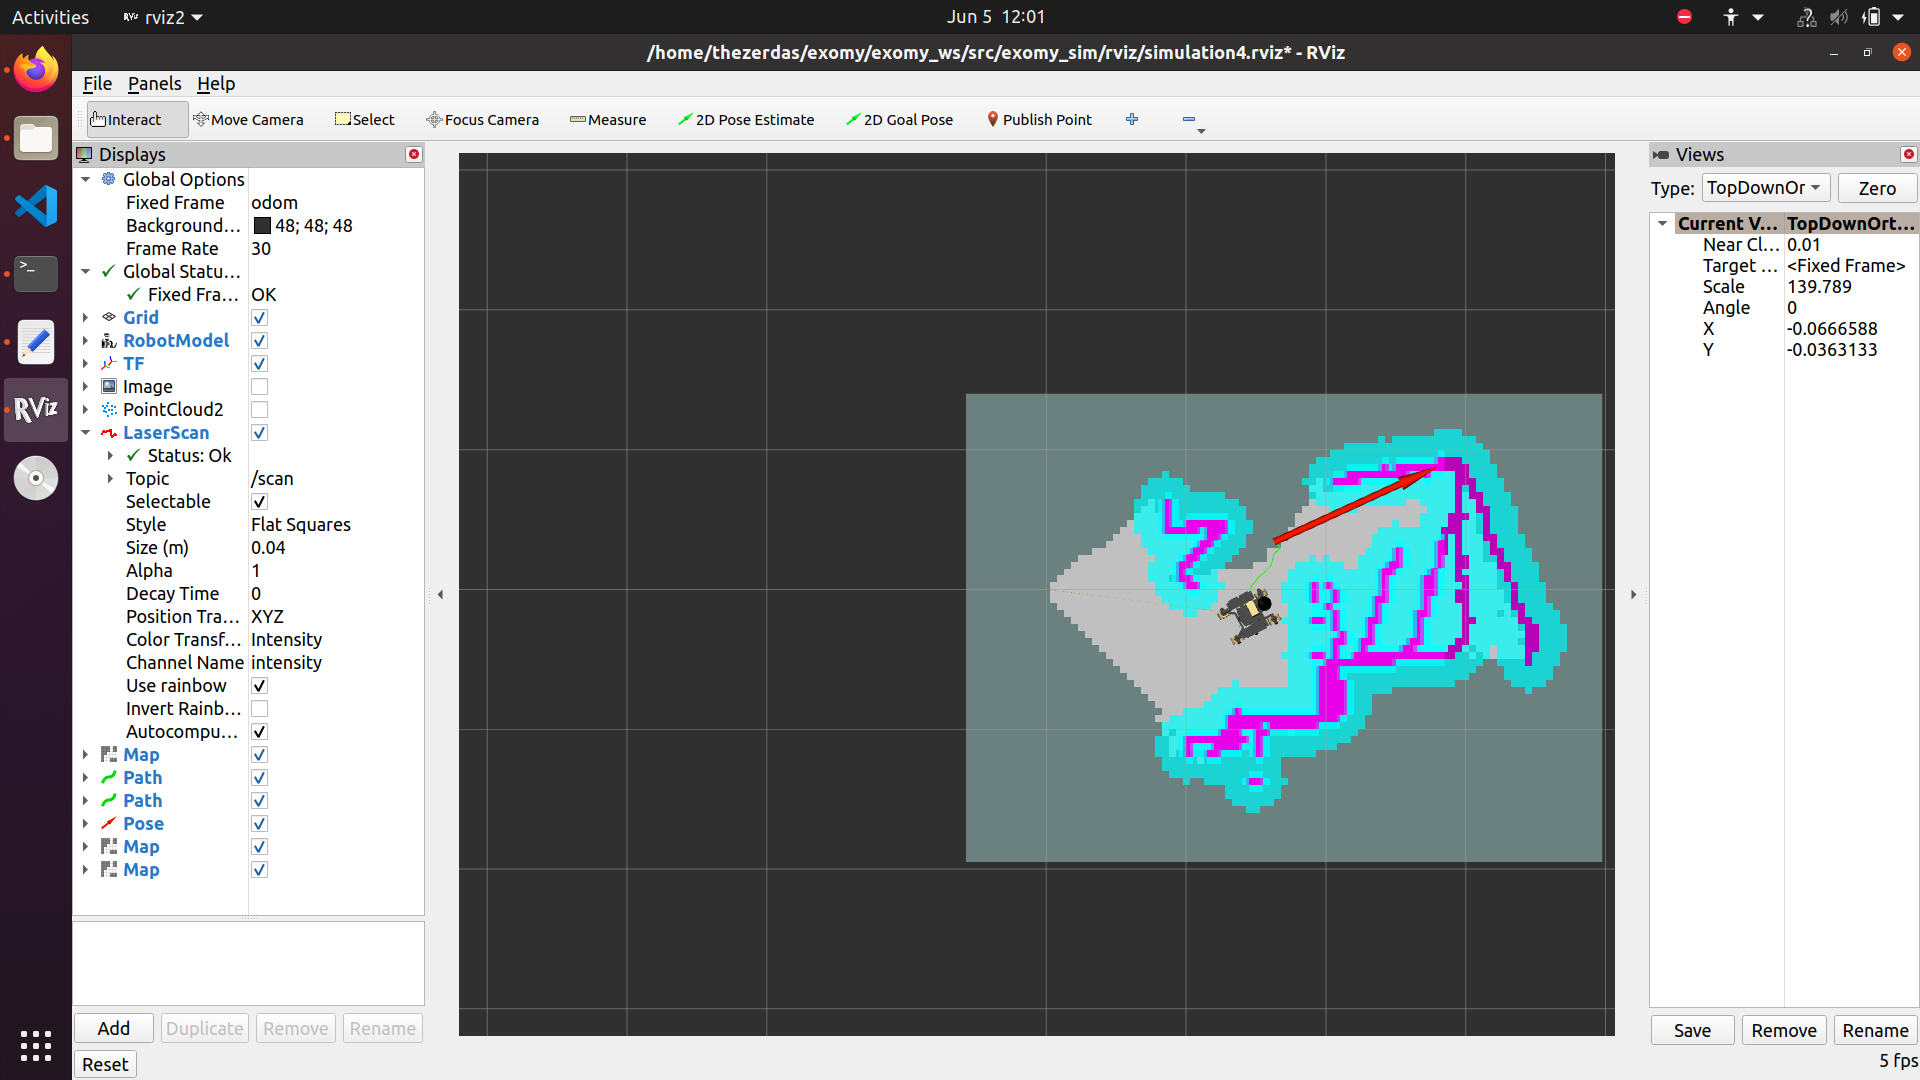 Activities
RViz rviz2
Jun 5 12:01
/home/thezerdas/exomy/exomy_ws/src/exomy_sim/rviz/simulation4.rviz* - RViz
File Panels Help
Interact Move Camera Select Focus Camera Measure 2D Pose Estimate 2D Goal Pose Publish Point
Displays
Global Options
Fixed Frame odom
Background... 48; 48; 48
Frame Rate 30
Global Statu...
Fixed Fra... OK
Grid
RobotModel
TF
Image
PointCloud2
LaserScan
Status: Ok
Topic /scan
Selectable
Style Flat Squares
Size (m) 0.04
Alpha 1
Decay Time 0
Position Tra... XYZ
Color Transf... Intensity
Channel Name intensity
Use rainbow
Invert Rainb...
Autocompu...
Map
Path
Path
Pose
Map
Map
Add Duplicate Remove Rename
Reset
Views
Type: TopDownOr Zero
Current V... TopDownOrt...
Near Cl... 0.01
Target ... <Fixed Frame>
Scale 139.789
Angle 0
X -0.0666588
Y -0.0363133
Save Remove Rename
5 fps
RViz